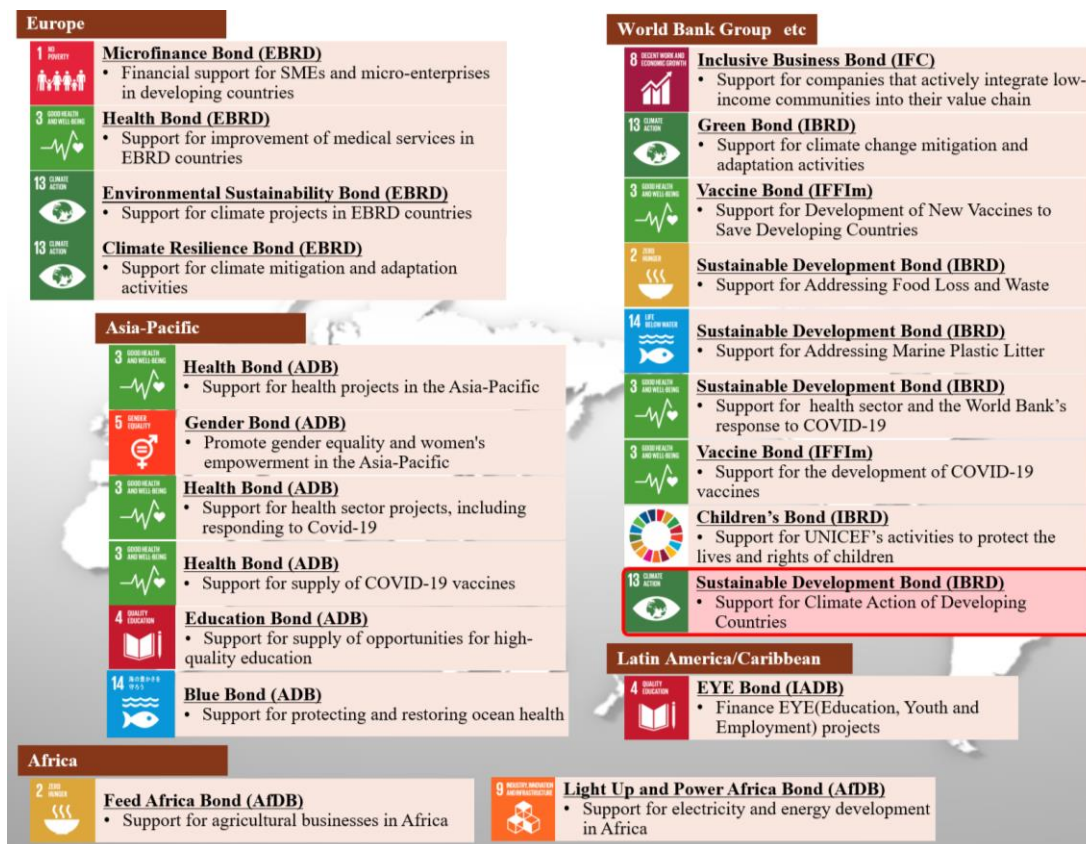 Europe
1 NO POVERTY
Microfinance Bond (EBRD)
• Financial support for SMEs and micro-enterprises
in developing countries
3 GOOD HEALTH AND WELL-BEING
Health Bond (EBRD)
• Support for improvement of medical services in
EBRD countries
13 CLIMATE ACTION
Environmental Sustainability Bond (EBRD)
• Support for climate projects in EBRD countries
13 CLIMATE ACTION
Climate Resilience Bond (EBRD)
• Support for climate mitigation and adaptation
activities
Asia-Pacific
3 GOOD HEALTH AND WELL-BEING
Health Bond (ADB)
• Support for health projects in the Asia-Pacific
5 GENDER EQUALITY
Gender Bond (ADB)
• Promote gender equality and women's
empowerment in the Asia-Pacific
3 GOOD HEALTH AND WELL-BEING
Health Bond (ADB)
• Support for health sector projects, including
responding to Covid-19
3 GOOD HEALTH AND WELL-BEING
Health Bond (ADB)
• Support for supply of COVID-19 vaccines
4 QUALITY EDUCATION
Education Bond (ADB)
• Support for supply of opportunities for high-
quality education
14 海の豊かさを守ろう
Blue Bond (ADB)
• Support for protecting and restoring ocean health
World Bank Group etc
8 DECENT WORK AND ECONOMIC GROWTH
Inclusive Business Bond (IFC)
• Support for companies that actively integrate low-
income communities into their value chain
13 CLIMATE ACTION
Green Bond (IBRD)
• Support for climate change mitigation and
adaptation activities
3 GOOD HEALTH AND WELL-BEING
Vaccine Bond (IFFIm)
• Support for Development of New Vaccines to
Save Developing Countries
2 ZERO HUNGER
Sustainable Development Bond (IBRD)
• Support for Addressing Food Loss and Waste
14 LIFE BELOW WATER
Sustainable Development Bond (IBRD)
• Support for Addressing Marine Plastic Litter
3 GOOD HEALTH AND WELL-BEING
Sustainable Development Bond (IBRD)
• Support for health sector and the World Bank's
response to COVID-19
3 GOOD HEALTH AND WELL-BEING
Vaccine Bond (IFFIm)
• Support for the development of COVID-19
vaccines
Children's Bond (IBRD)
• Support for UNICEF's activities to protect the
lives and rights of children
13 CLIMATE ACTION
Sustainable Development Bond (IBRD)
• Support for Climate Action of Developing
Countries
Latin America/Caribbean
4 QUALITY EDUCATION
EYE Bond (IADB)
• Finance EYE(Education, Youth and
Employment) projects
Africa
2 ZERO HUNGER
Feed Africa Bond (AfDB)
• Support for agricultural businesses in Africa
9 INDUSTRY, INNOVATION AND INFRASTRUCTURE
Light Up and Power Africa Bond (AfDB)
• Support for electricity and energy development
in Africa